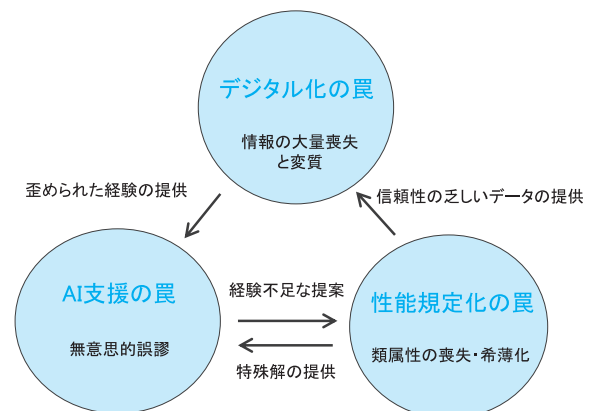 デジタル化の罠
情報の大量喪失
と変質
歪められた経験の提供
信頼性の乏しいデータの提供
AI支援の罠
無意思的誤謬
経験不足な提案
特殊解の提供
性能規定化の罠
類属性の喪失・希薄化